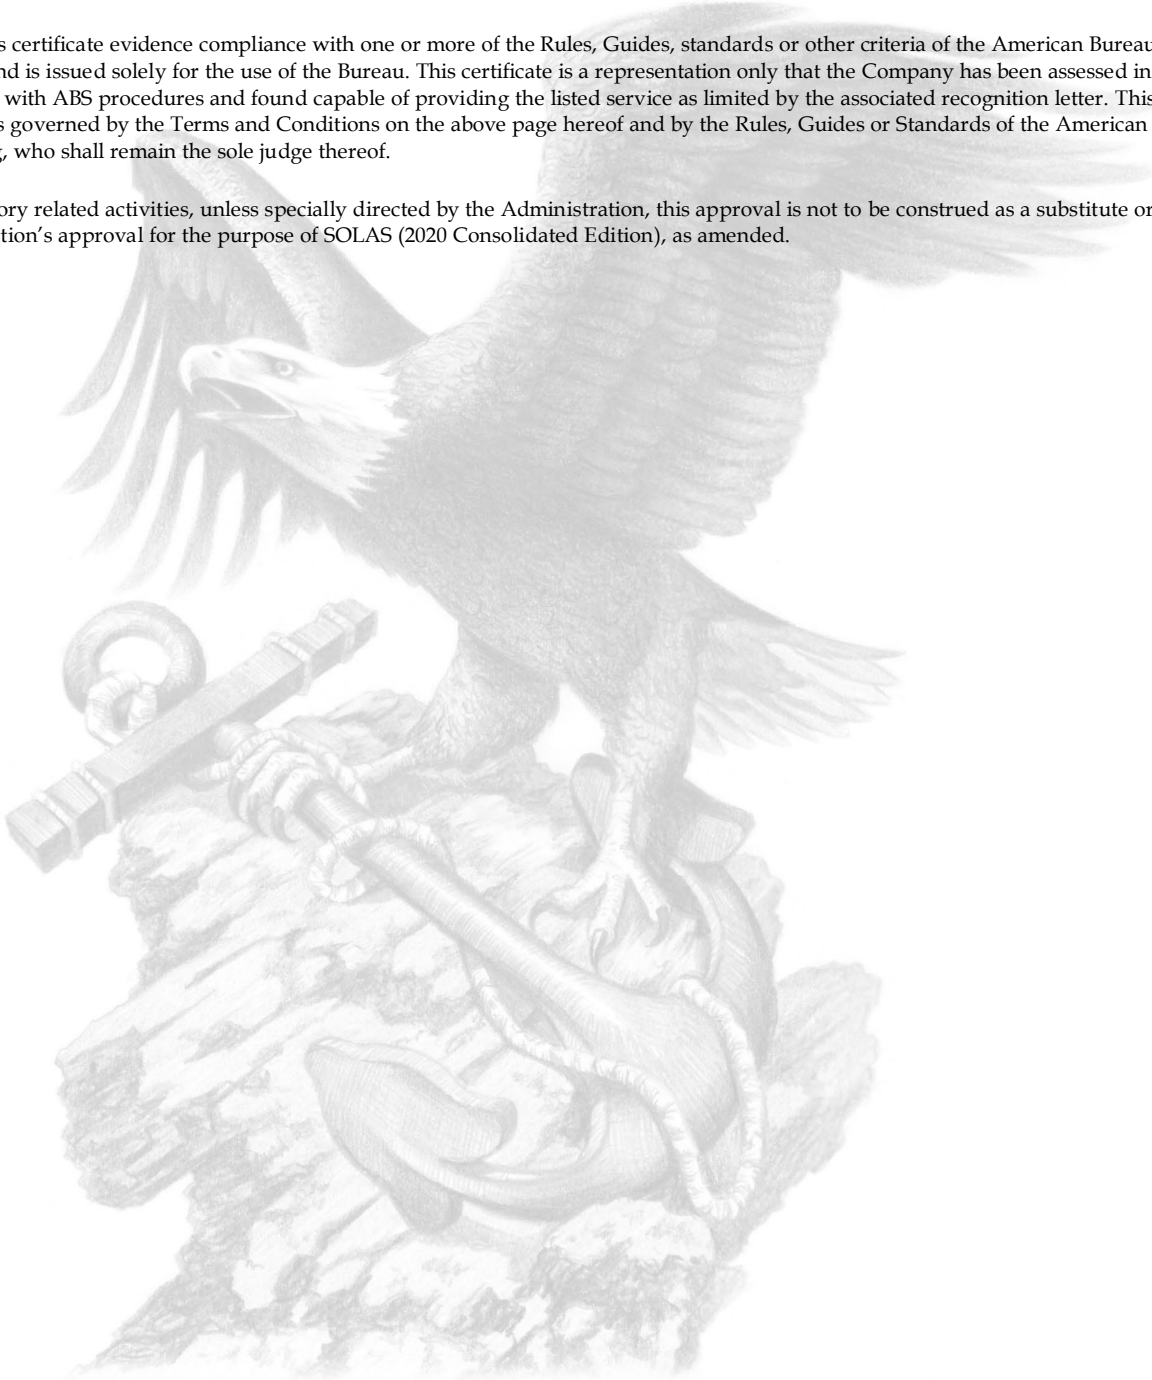 s certificate evidence compliance with one or more of the Rules, Guides, standards or other criteria of the American Bureau
nd is issued solely for the use of the Bureau. This certificate is a representation only that the Company has been assessed in
with ABS procedures and found capable of providing the listed service as limited by the associated recognition letter. This
s governed by the Terms and Conditions on the above page hereof and by the Rules, Guides or Standards of the American
, who shall remain the sole judge thereof.
ory related activities, unless specially directed by the Administration, this approval is not to be construed as a substitute or
tion’s approval for the purpose of SOLAS (2020 Consolidated Edition), as amended.